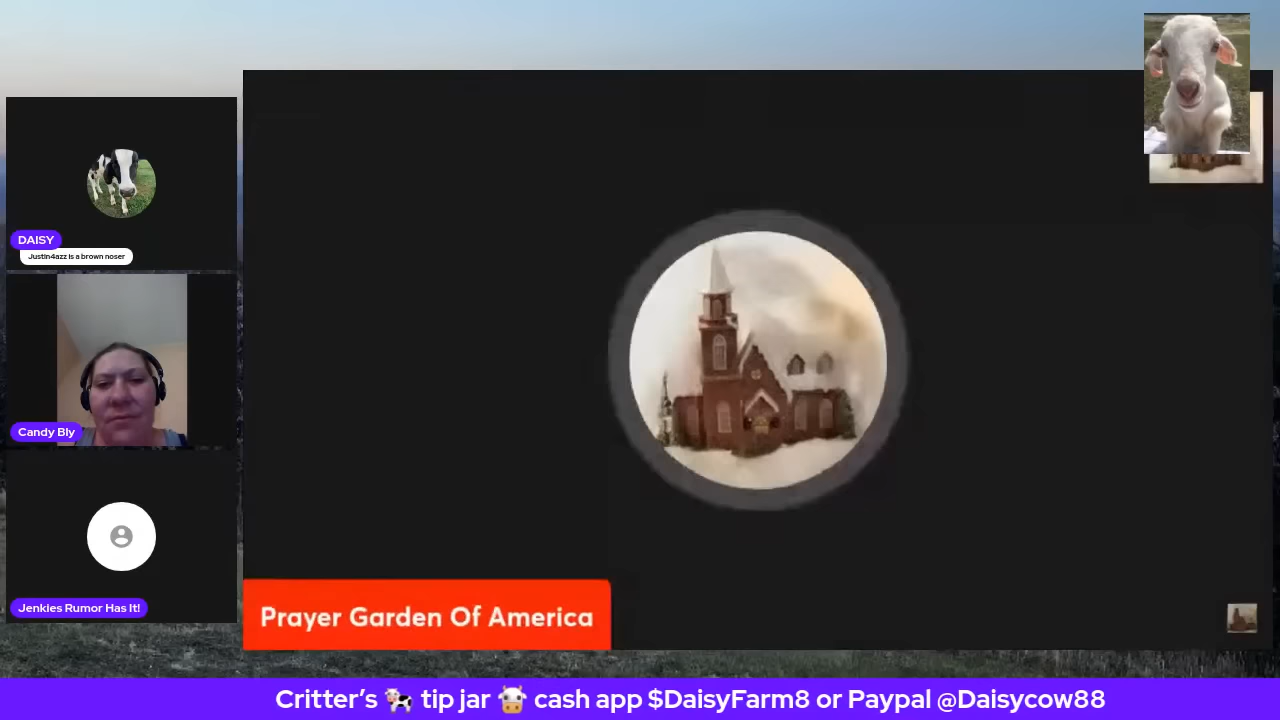 DAISY
Justin4azz is a brown noser
Candy Bly
Jenkies Rumor Has It!
Prayer Garden Of America
Critter’s 🐄 tip jar 🐮 cash app $DaisyFarm8 or Paypal @Daisycow88